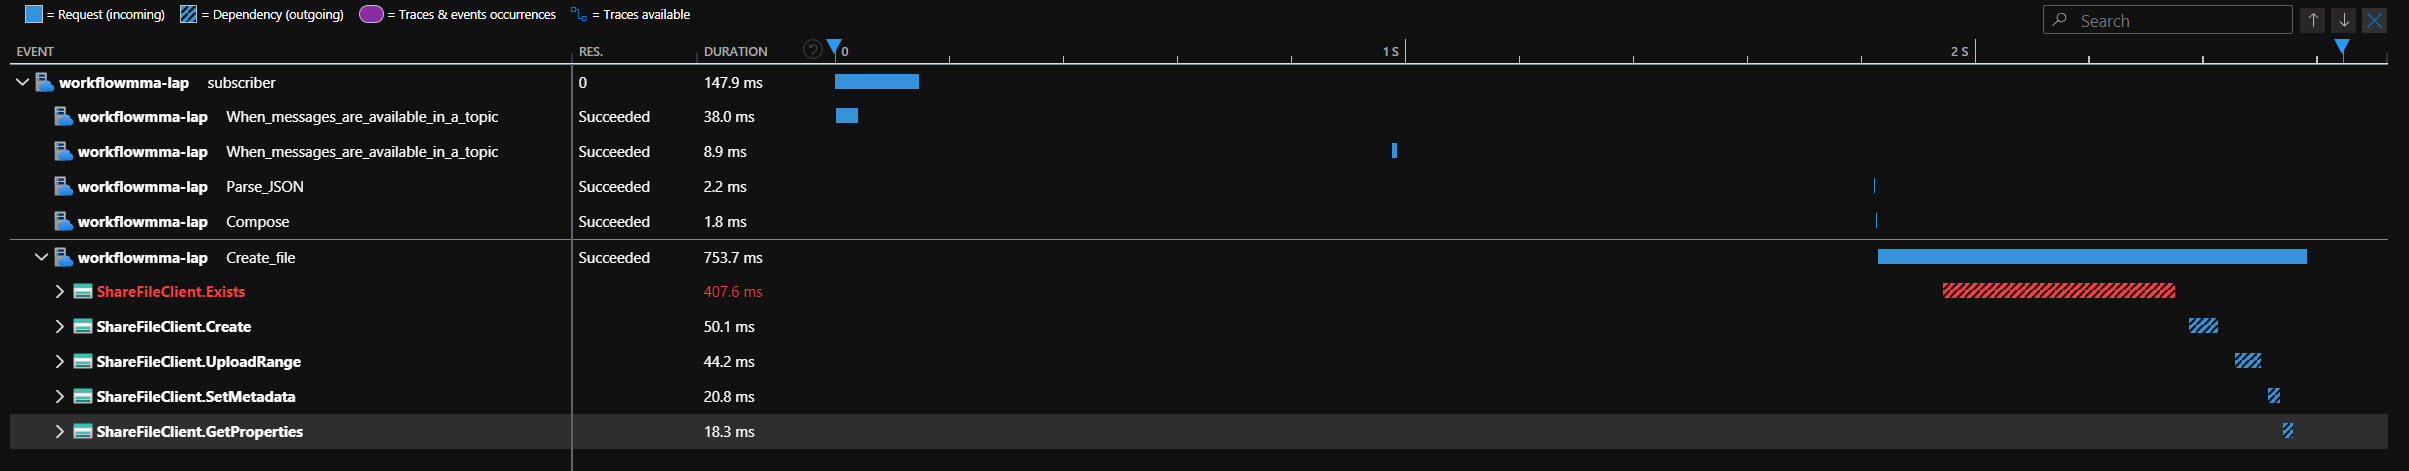 = Request (incoming) = Dependency (outgoing) = Traces & events occurrences = Traces available
Search
EVENT RES. DURATION 0 1 S 2 S
workflowmma-lap subscriber 0 147.9 ms
workflowmma-lap When_messages_are_available_in_a_topic Succeeded 38.0 ms
workflowmma-lap When_messages_are_available_in_a_topic Succeeded 8.9 ms
workflowmma-lap Parse_JSON Succeeded 2.2 ms
workflowmma-lap Compose Succeeded 1.8 ms
workflowmma-lap Create_file Succeeded 753.7 ms
ShareFileClient.Exists 407.6 ms
ShareFileClient.Create 50.1 ms
ShareFileClient.UploadRange 44.2 ms
ShareFileClient.SetMetadata 20.8 ms
ShareFileClient.GetProperties 18.3 ms